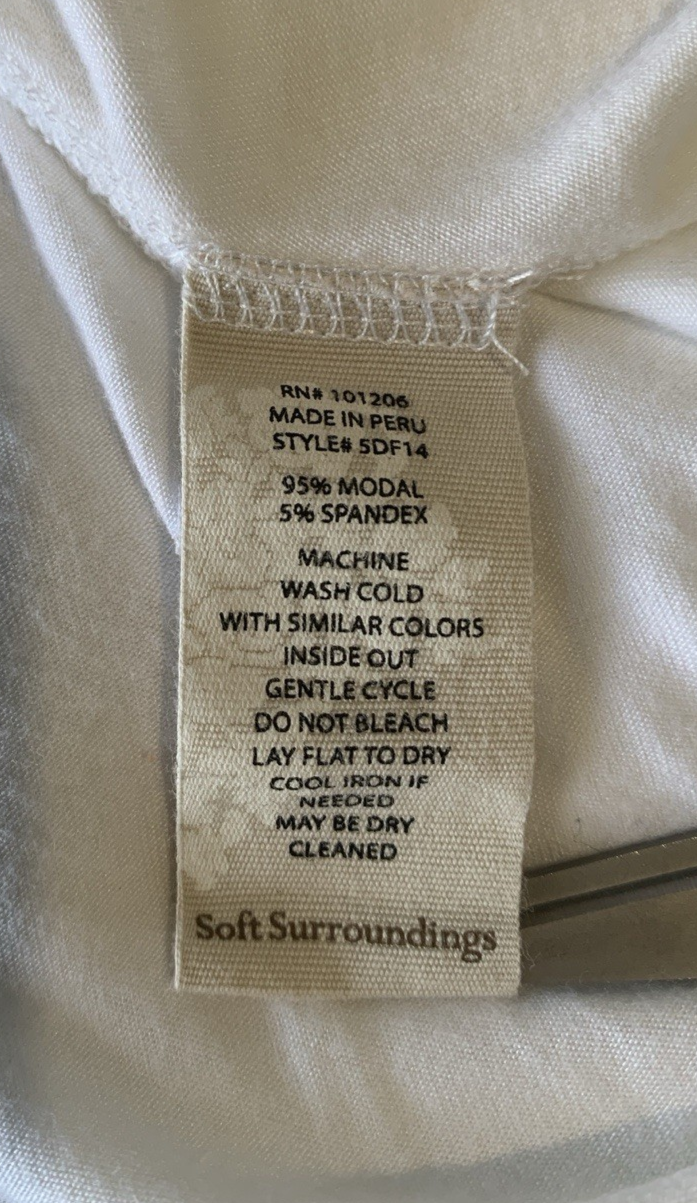 RN# 101206
MADE IN PERU
STYLE# 5DF14
95% MODAL
5% SPANDEX
MACHINE
WASH COLD
WITH SIMILAR COLORS
INSIDE OUT
GENTLE CYCLE
DO NOT BLEACH
LAY FLAT TO DRY
COOL IRON IF
NEEDED
MAY BE DRY
CLEANED
Soft Surroundings